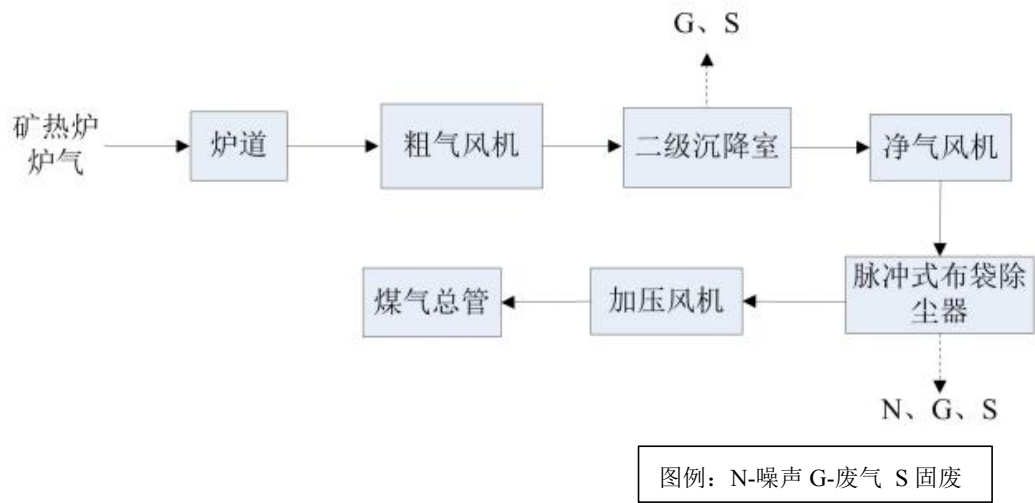 G、S
矿热炉
炉气
炉道
粗气风机
二级沉降室
净气风机
煤气总管
加压风机
脉冲式布袋除
尘器
N、G、S
图例：N-噪声 G-废气 S 固废